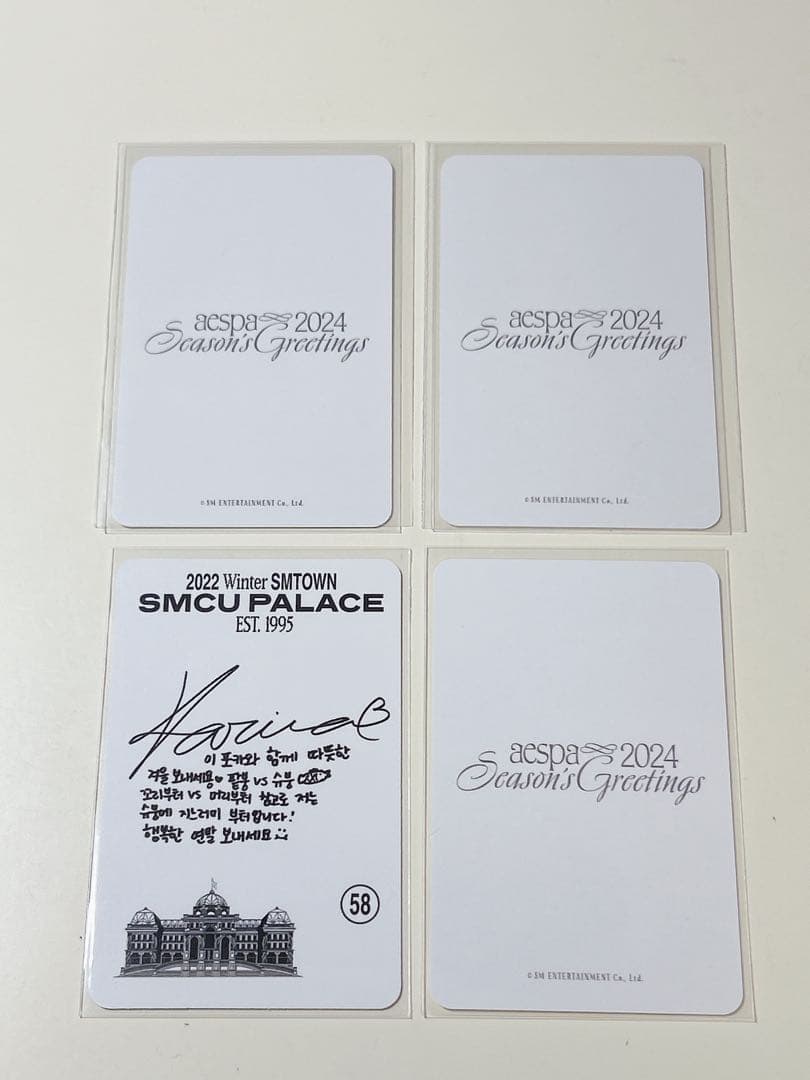 aespa 2024
Season's Greetings
© SM ENTERTAINMENT Co., Ltd.
aespa 2024
Season's Greetings
© SM ENTERTAINMENT Co., Ltd.
2022 Winter SMTOWN
SMCU PALACE
EST. 1995
Karina
이 포카와 함께 따뜻한
겨울 보내세용♥ 팥붕 vs 슈붕
꼬리부터 vs 머리부터 참고로 저는
슈붕에 지느러미 부터입니다!
행복한 연말 보내세요
58
aespa 2024
Season's Greetings
© SM ENTERTAINMENT Co., Ltd.